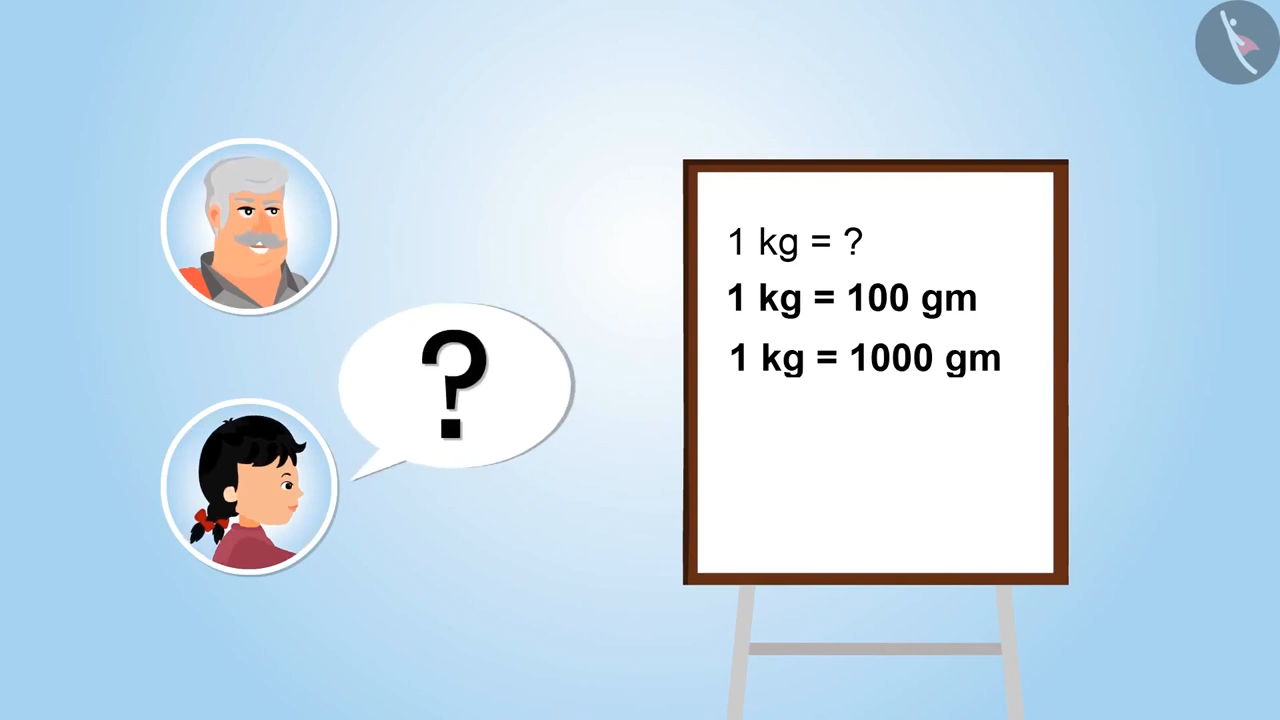 ?
1 kg = ?
1 kg = 100 gm
1 kg = 1000 gm